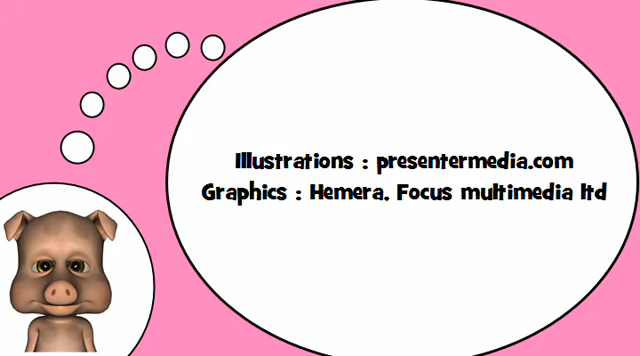 Illustrations : presentermedia.com
Graphics : Hemera. Focus multimedia ltd